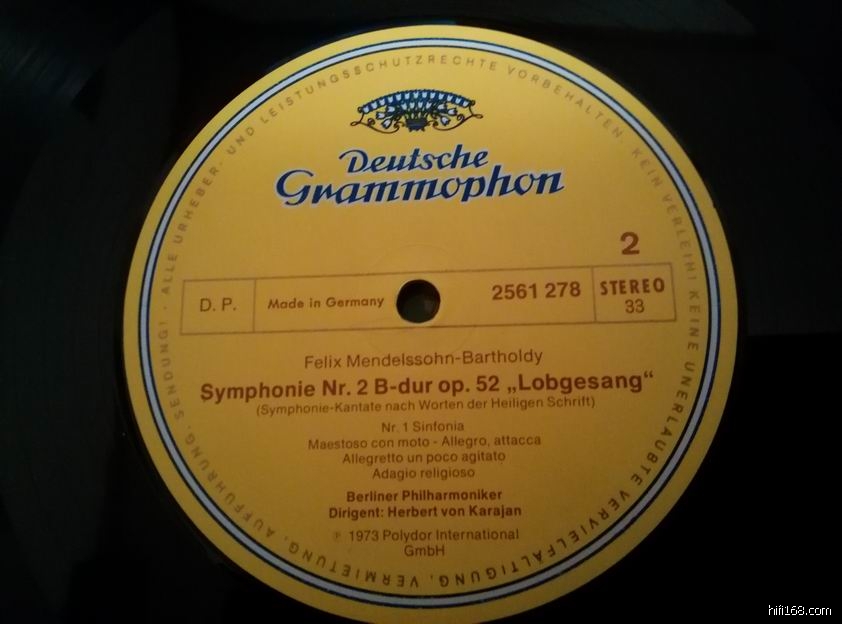 ALLE URHEBER- UND LEISTUNGSSCHUTZRECHTE VORBEHALTEN. KEIN VERLEIH! KEINE UNERLAUBTE VERVIELFÄLTIGUNG, VERMIETUNG, AUFFÜHRUNG, SENDUNG!
Deutsche
Grammophon
2
D. P.
Made in Germany
2561 278
STEREO
33
Felix Mendelssohn-Bartholdy
Symphonie Nr. 2 B-dur op. 52 „Lobgesang“
(Symphonie-Kantate nach Worten der Heiligen Schrift)
Nr. 1 Sinfonia
Maestoso con moto - Allegro, attacca
Allegretto un poco agitato
Adagio religioso
Berliner Philharmoniker
Dirigent: Herbert von Karajan
℗ 1973 Polydor International
GmbH
hifi168.com